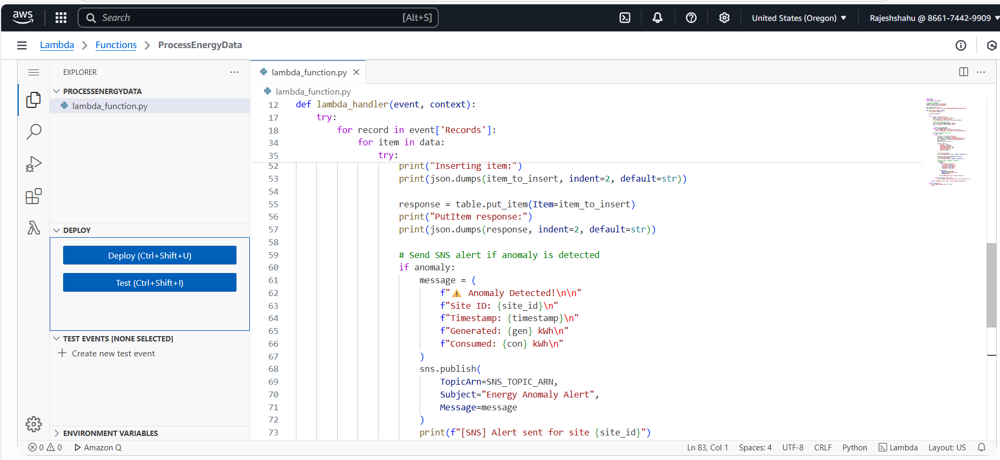 aws
Search
[Alt+S]
United States (Oregon)
Rajeshshahu @ 8661-7442-9909
Lambda
Functions
ProcessEnergyData
EXPLORER
PROCESSENERGYDATA
lambda_function.py
DEPLOY
Deploy (Ctrl+Shift+U)
Test (Ctrl+Shift+I)
TEST EVENTS [NONE SELECTED]
Create new test event
ENVIRONMENT VARIABLES
lambda_function.py
lambda_function.py
12 def lambda_handler(event, context):
17 try:
18 for record in event['Records']:
34 for item in data:
35 try:
52 print("Inserting item:")
53 print(json.dumps(item_to_insert, indent=2, default=str))
54
55 response = table.put_item(Item=item_to_insert)
56 print("PutItem response:")
57 print(json.dumps(response, indent=2, default=str))
58
59 # Send SNS alert if anomaly is detected
60 if anomaly:
61 message = (
62 f"⚠️ Anomaly Detected!\n\n"
63 f"Site ID: {site_id}\n"
64 f"Timestamp: {timestamp}\n"
65 f"Generated: {gen} kWh\n"
66 f"Consumed: {con} kWh\n"
67 )
68 sns.publish(
69 TopicArn=SNS_TOPIC_ARN,
70 Subject="Energy Anomaly Alert",
71 Message=message
72 )
73 print(f"[SNS] Alert sent for site {site_id}")
0 0 Amazon Q
Ln 83, Col 1 Spaces: 4 UTF-8 CRLF Python Lambda Layout: US